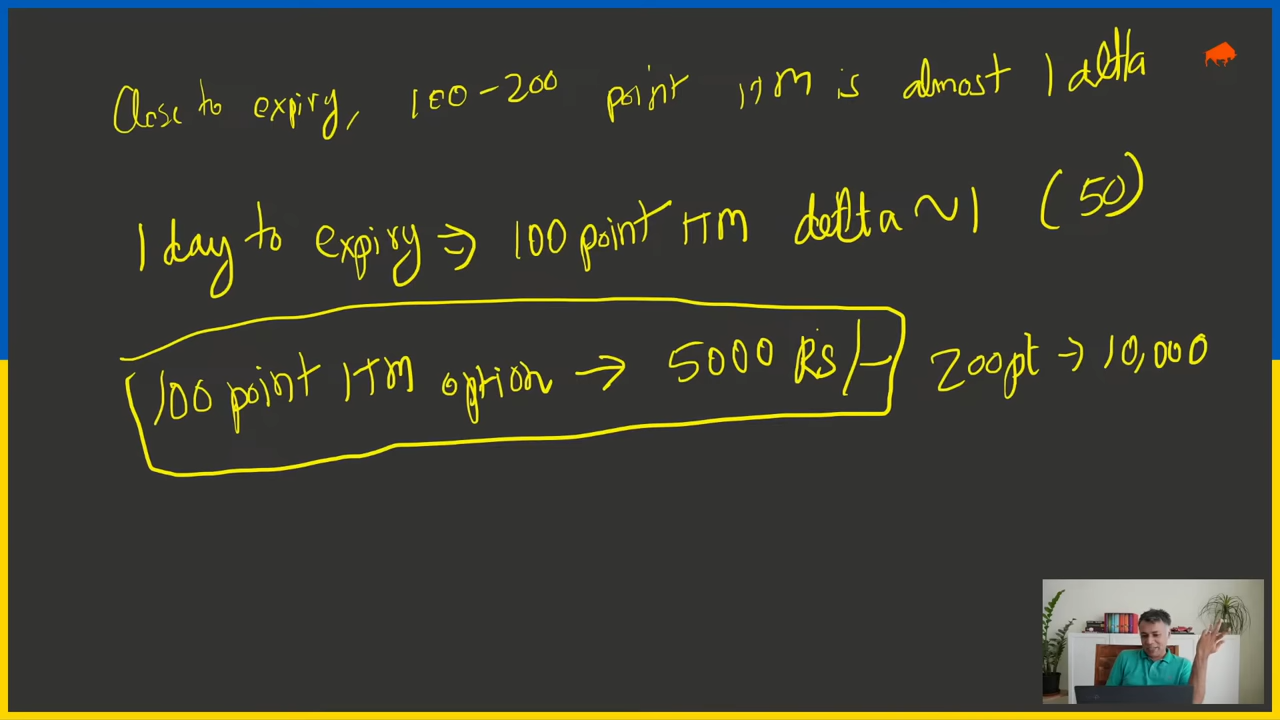 Close to expiry, 100-200 point ITM is almost 1 delta
1 day to expiry ⇒ 100 point ITM delta ~1 (50)
100 point ITM option → 5000 Rs/- 200pt → 10,000